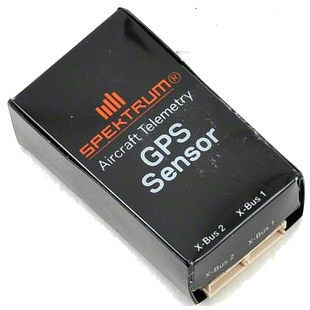 SPEKTRUM®
Aircraft Telemetry
GPS
Sensor
X-Bus 2 X-Bus 1
X-Bus 2 X-Bus 1